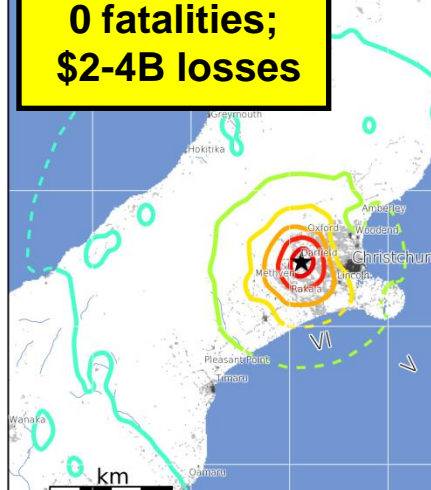 0 fatalities;
$2-4B losses
Greymouth
Hokitika
Amberley
Oxford
Woodend
Darfield
Christchur
Methven
Lincoln
Rakaia
VI
V
Pleasant Point
Timaru
Wanaka
Oamaru
km